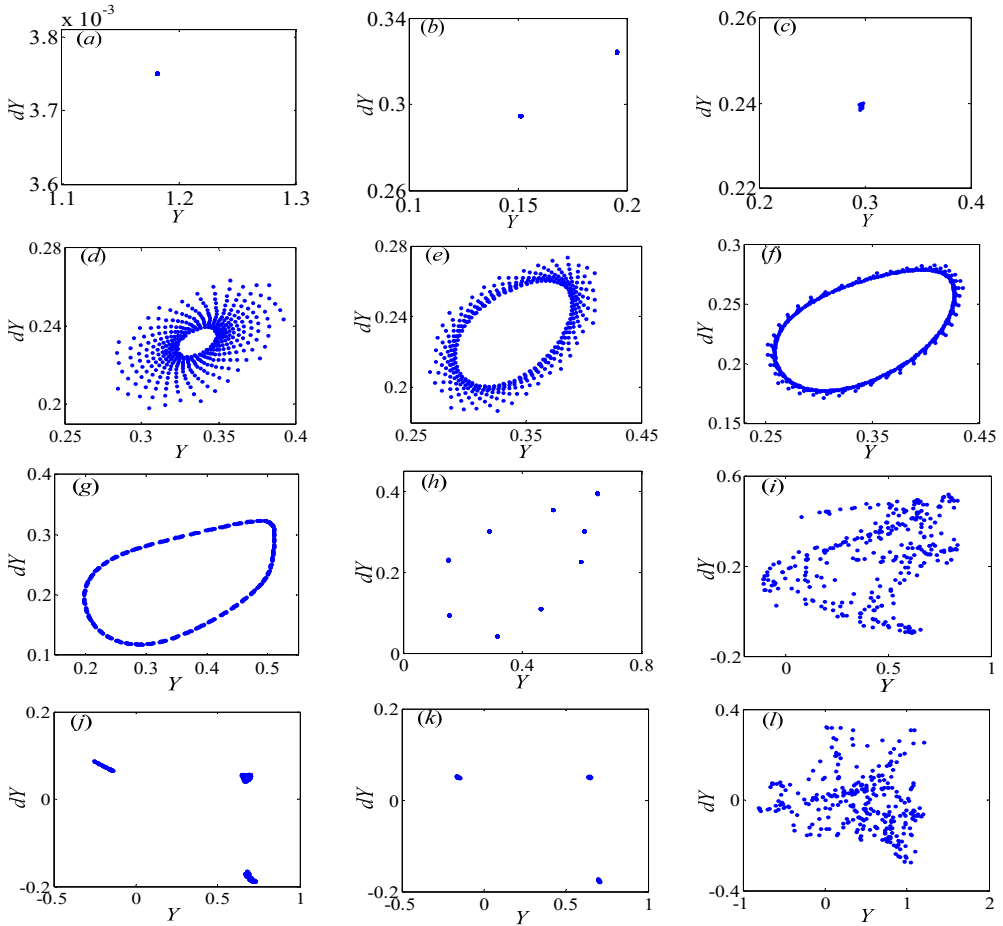 x 10⁻³
3.8
(a)
dY
3.7
3.6
1.1
1.2
1.3
Y
0.34
(b)
dY
0.3
0.26
0.1
0.15
0.2
Y
0.26
(c)
dY
0.24
0.22
0.2
0.3
0.4
Y
0.28
(d)
dY
0.24
0.2
0.25
0.3
0.35
0.4
Y
0.28
(e)
dY
0.24
0.2
0.25
0.35
0.45
Y
0.3
(f)
dY
0.25
0.2
0.15
0.25
0.35
0.45
Y
0.4
(g)
dY
0.3
0.2
0.1
0.2
0.3
0.4
0.5
Y
0.4
(h)
dY
0.2
0
0
0.4
0.8
Y
0.6
(i)
dY
0.2
-0.2
0
0.5
1
Y
0.2
(j)
dY
0
-0.2
-0.5
0
0.5
1
Y
0.2
(k)
dY
0
-0.2
-0.5
0
0.5
1
Y
0.4
(l)
dY
0
-0.4
-1
0
1
2
Y